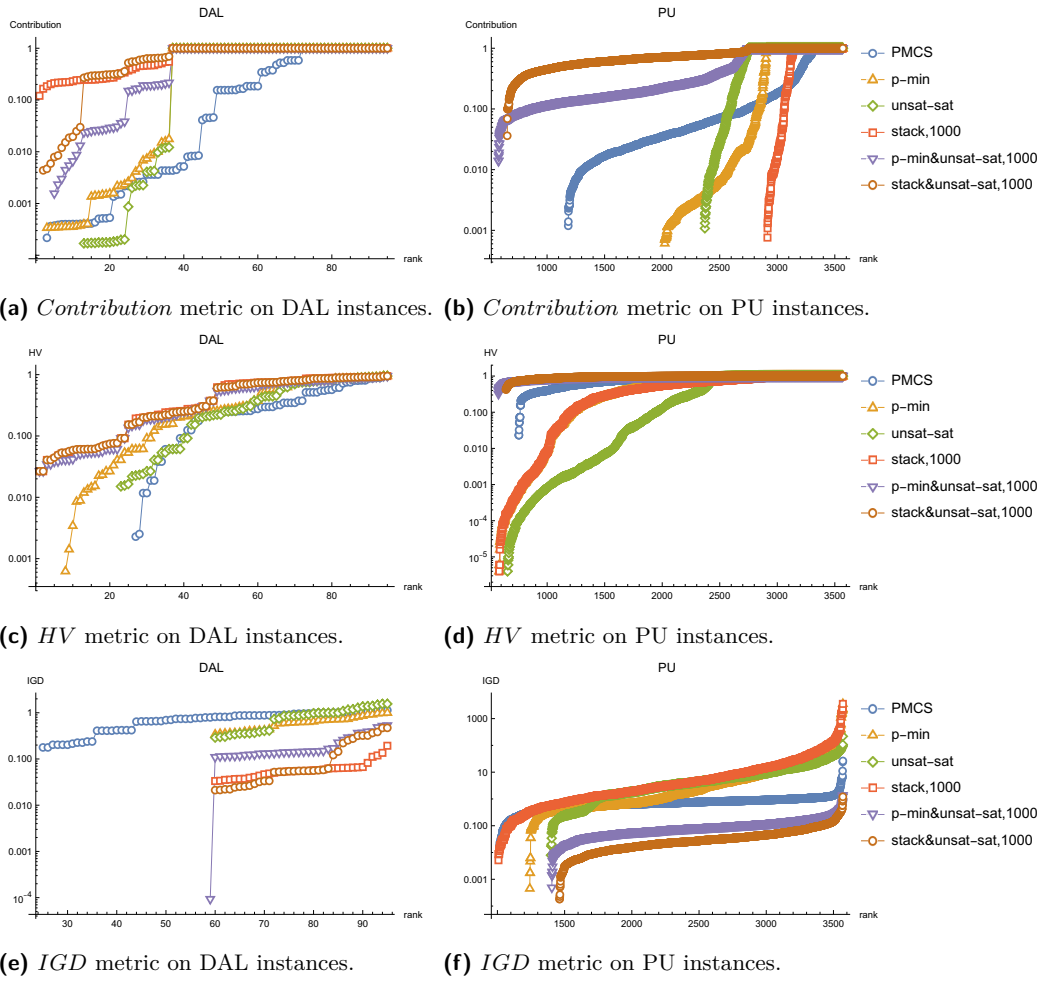 DAL
PU
Contribution
Contribution
1
0.100
0.010
0.001
20
40
60
80
rank
1
0.100
0.010
0.001
1000
1500
2000
2500
3000
3500
rank
PMCS
p-min
unsat-sat
stack,1000
p-min&unsat-sat,1000
stack&unsat-sat,1000
(a) Contribution metric on DAL instances.
(b) Contribution metric on PU instances.
DAL
PU
HV
HV
1
0.100
0.010
0.001
20
40
60
80
rank
1
0.100
0.010
0.001
10^-4
10^-5
1000
1500
2000
2500
3000
3500
rank
PMCS
p-min
unsat-sat
stack,1000
p-min&unsat-sat,1000
stack&unsat-sat,1000
(c) HV metric on DAL instances.
(d) HV metric on PU instances.
DAL
PU
IGD
IGD
1
0.100
0.010
0.001
10^-4
30
40
50
60
70
80
90
rank
1000
10
0.100
0.001
1000
1500
2000
2500
3000
3500
rank
PMCS
p-min
unsat-sat
stack,1000
p-min&unsat-sat,1000
stack&unsat-sat,1000
(e) IGD metric on DAL instances.
(f) IGD metric on PU instances.